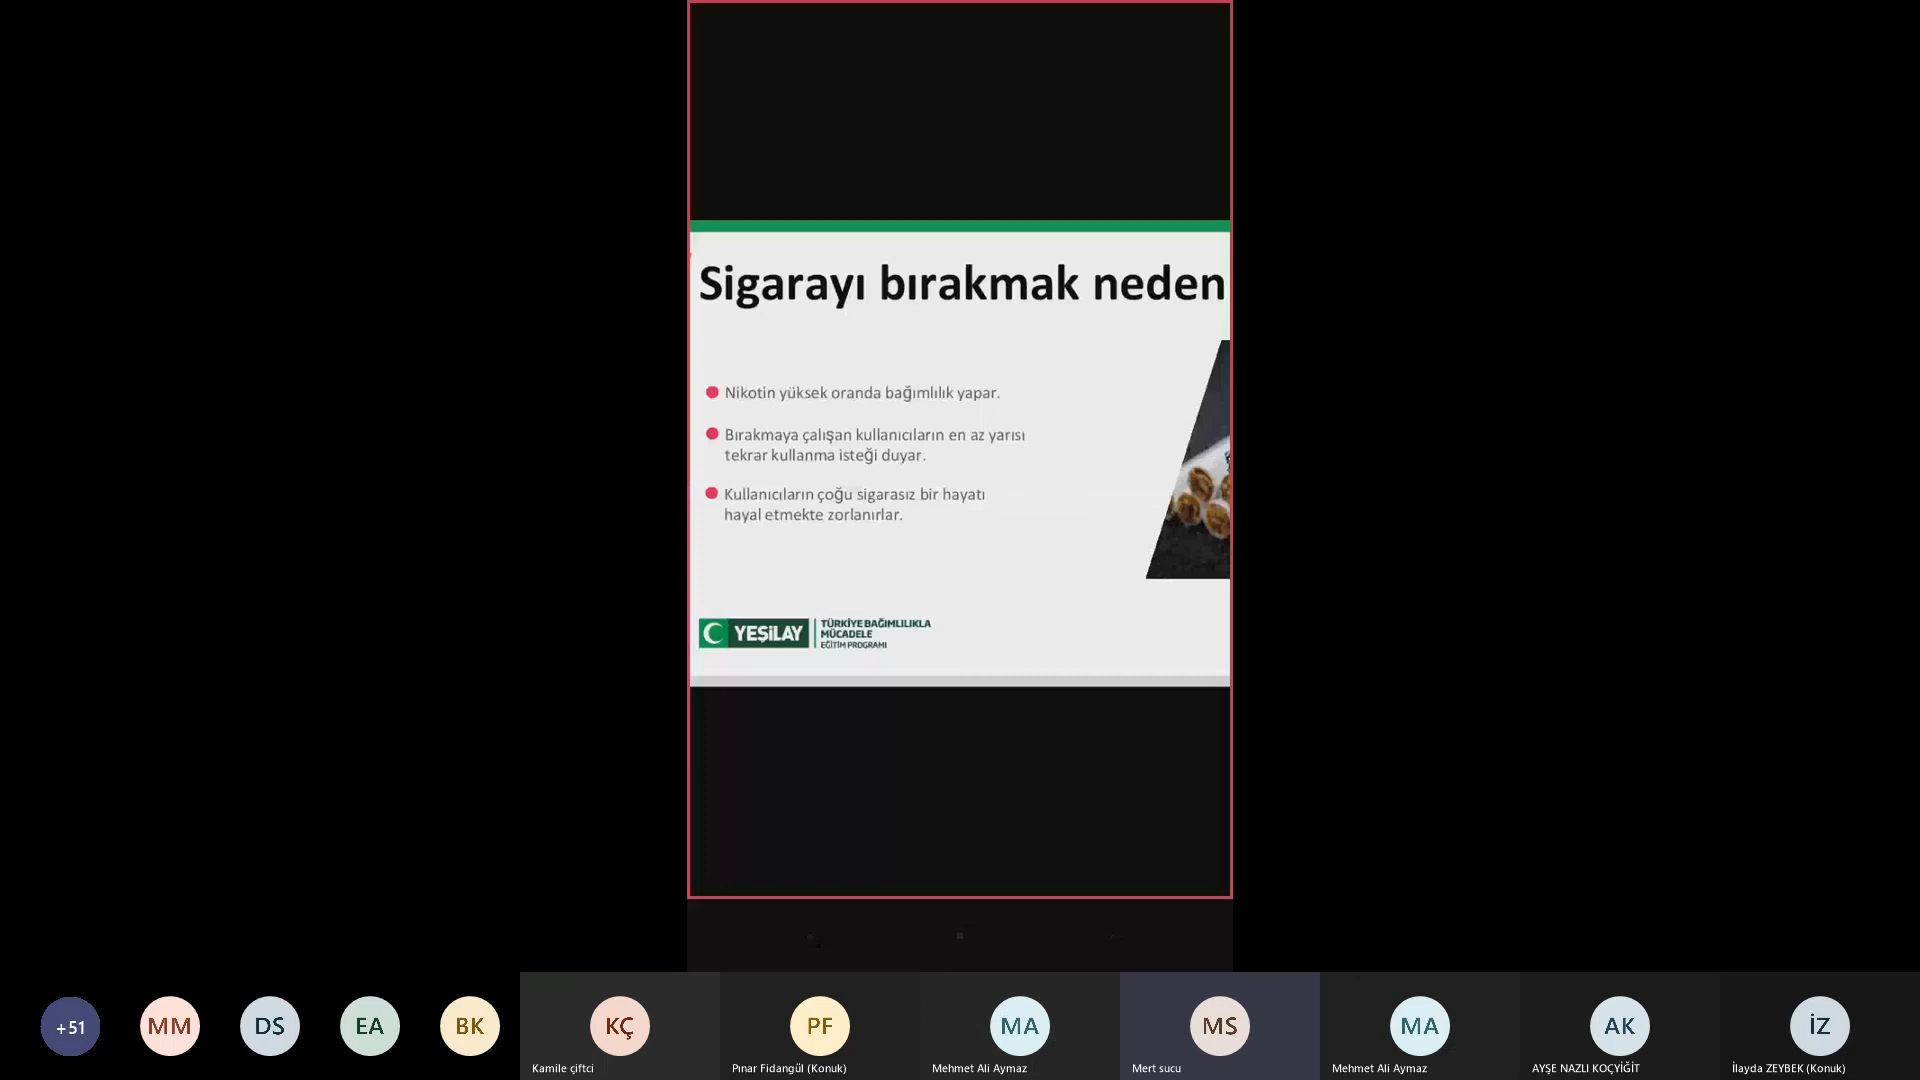 Sigarayı bırakmak neden
Nikotin yüksek oranda bağımlılık yapar.
Bırakmaya çalışan kullanıcıların en az yarısı
tekrar kullanma isteği duyar.
Kullanıcıların çoğu sigarasız bir hayatı
hayal etmekte zorlanırlar.
YEŞİLAY
TÜRKİYE BAĞIMLILIKLA
MÜCADELE
EĞİTİM PROGRAMI
+51
MM
DS
EA
BK
KÇ
PF
MA
MS
MA
AK
İZ
Kamile çiftci
Pınar Fidangül (Konuk)
Mehmet Ali Aymaz
Mert sucu
Mehmet Ali Aymaz
AYŞE NAZLI KOÇYİĞİT
İlayda ZEYBEK (Konuk)